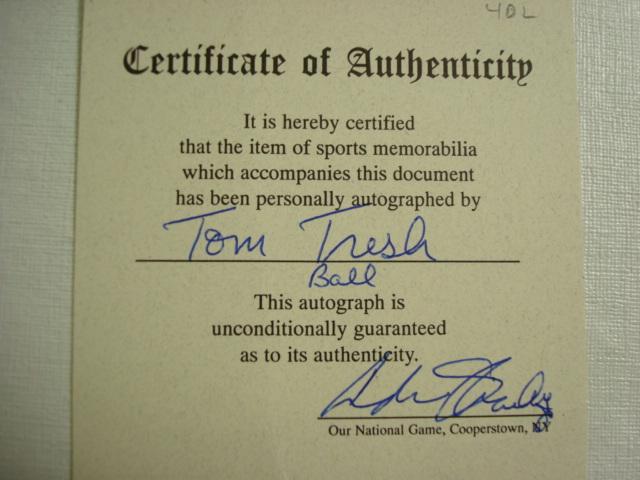 40L
Certificate of Authenticity
It is hereby certified
that the item of sports memorabilia
which accompanies this document
has been personally autographed by
Tom Tresh
Ball
This autograph is
unconditionally guaranteed
as to its authenticity.
Our National Game, Cooperstown, NY